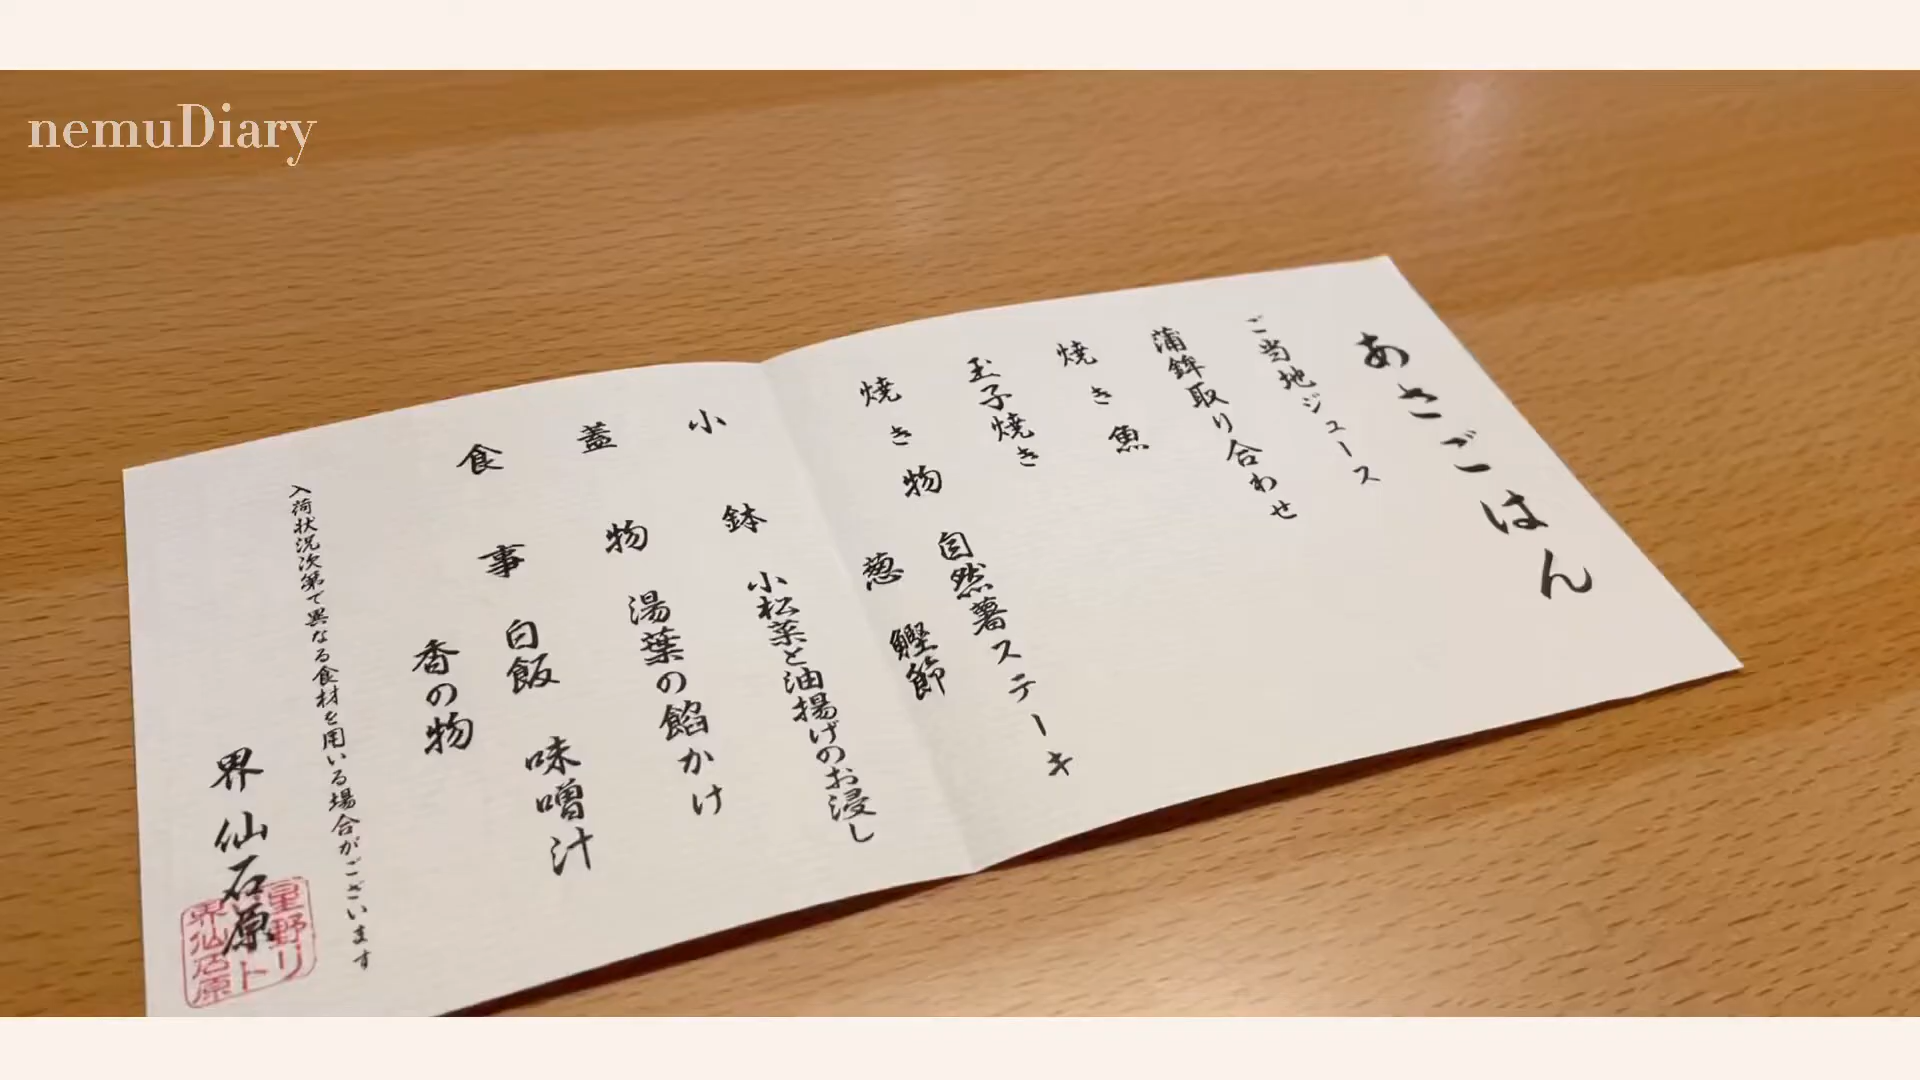 nemuDiary
あさごはん
ご当地ジュース
蒲鉾取り合わせ
焼き魚
玉子焼き
焼き物 自然薯ステーキ
葱 鰹節
小鉢 小松菜と油揚げのお浸し
蓋物 湯葉の餡かけ
食事 白飯 味噌汁
香の物
入荷状況次第で異なる食材を用いる場合がございます
界 仙石原
星野リ
ト
界仙石原